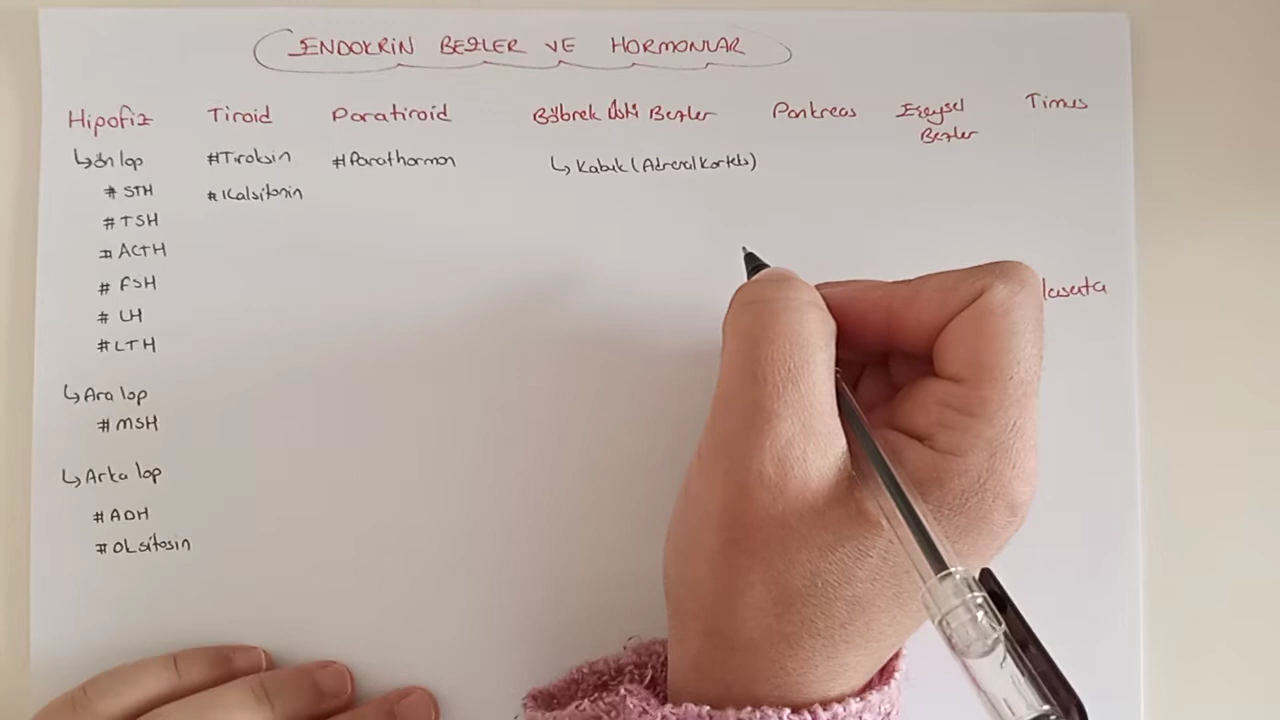 ENDOKRİN BEZLER VE HORMONLAR
Hipofiz
↳ ön lop
# STH
# TSH
# ACTH
# FSH
# LH
# LTH
↳ Ara lop
# MSH
↳ Arka lop
# ADH
# Oksitosin
Tiroid
# Tiroksin
# Kalsitonin
Paratiroid
# Parathormon
Böbrek Üstü Bezler
↳ Kabuk (Adrenal Korteks)
Pankreas
Eşeysel
Bezler
Timus